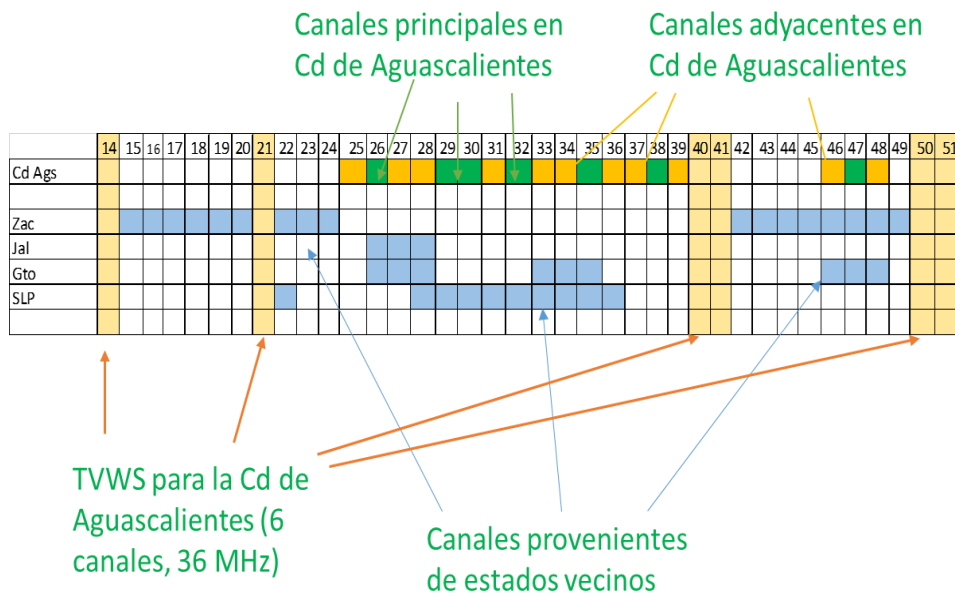 Canales principales en
Cd de Aguascalientes
Canales adyacentes en
Cd de Aguascalientes
14 15 16 17 18 19 20 21 22 23 24 25 26 27 28 29 30 31 32 33 34 35 36 37 38 39 40 41 42 43 44 45 46 47 48 49 50 51
Cd Ags
Zac
Jal
Gto
SLP
TVWS para la Cd de
Aguascalientes (6
canales, 36 MHz)
Canales provenientes
de estados vecinos